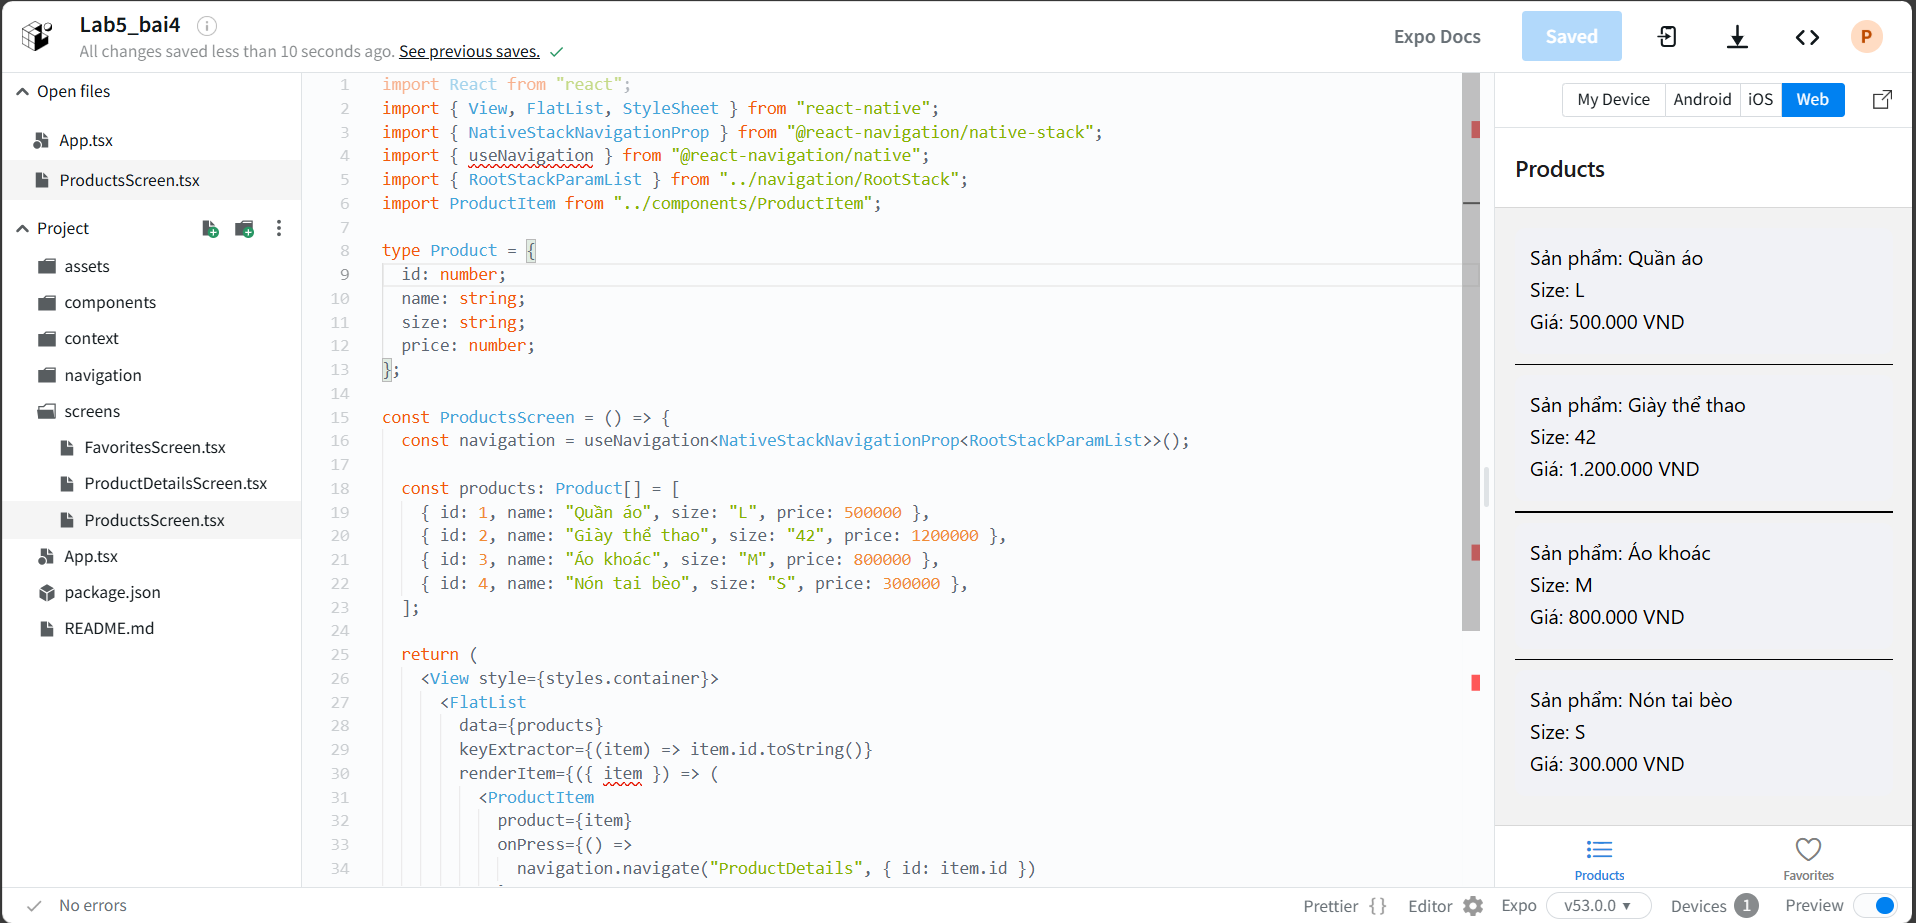 Lab5_bai4
All changes saved less than 10 seconds ago. See previous saves.
Expo Docs
Saved
P
Open files
App.tsx
ProductsScreen.tsx
Project
assets
components
context
navigation
screens
FavoritesScreen.tsx
ProductDetailsScreen.tsx
ProductsScreen.tsx
App.tsx
package.json
README.md
1 import React from "react";
2 import { View, FlatList, StyleSheet } from "react-native";
3 import { NativeStackNavigationProp } from "@react-navigation/native-stack";
4 import { useNavigation } from "@react-navigation/native";
5 import { RootStackParamList } from "../navigation/RootStack";
6 import ProductItem from "../components/ProductItem";
7
8 type Product = {
9 id: number;
10 name: string;
11 size: string;
12 price: number;
13 };
14
15 const ProductsScreen = () => {
16 const navigation = useNavigation<NativeStackNavigationProp<RootStackParamList>>();
17
18 const products: Product[] = [
19 { id: 1, name: "Quần áo", size: "L", price: 500000 },
20 { id: 2, name: "Giày thể thao", size: "42", price: 1200000 },
21 { id: 3, name: "Áo khoác", size: "M", price: 800000 },
22 { id: 4, name: "Nón tai bèo", size: "S", price: 300000 },
23 ];
24
25 return (
26 <View style={styles.container}>
27 <FlatList
28 data={products}
29 keyExtractor={(item) => item.id.toString()}
30 renderItem={({ item }) => (
31 <ProductItem
32 product={item}
33 onPress={() =>
34 navigation.navigate("ProductDetails", { id: item.id })
My Device
Android
iOS
Web
Products
Sản phẩm: Quần áo
Size: L
Giá: 500.000 VND
Sản phẩm: Giày thể thao
Size: 42
Giá: 1.200.000 VND
Sản phẩm: Áo khoác
Size: M
Giá: 800.000 VND
Sản phẩm: Nón tai bèo
Size: S
Giá: 300.000 VND
Products
Favorites
No errors
Prettier {}
Editor
Expo
v53.0.0
Devices 1
Preview